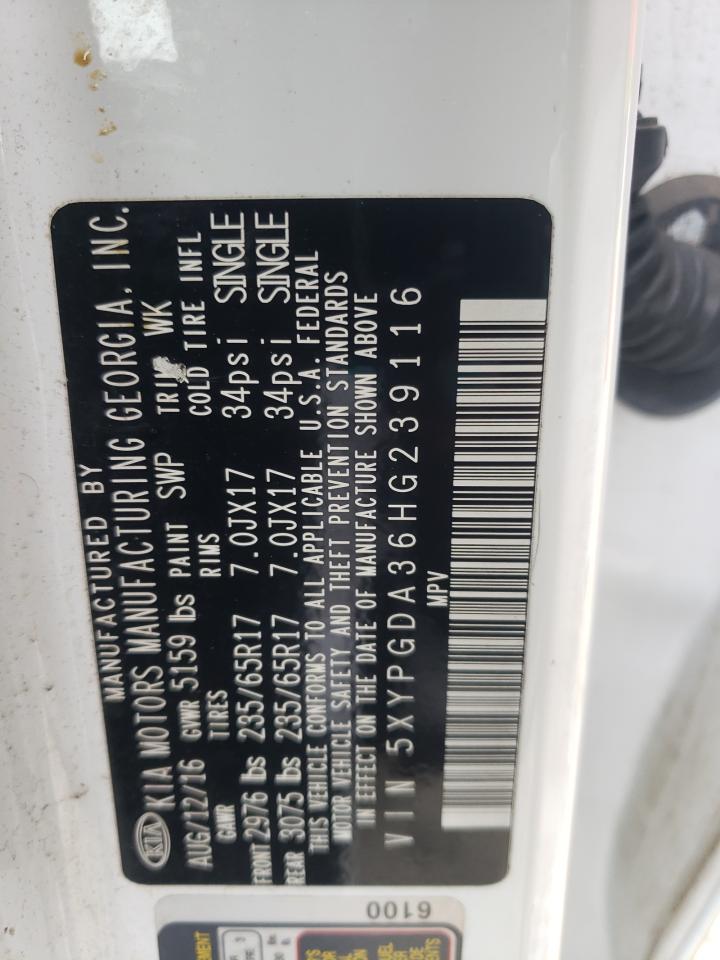 MANUFACTURED BY
KIA KIA MOTORS MANUFACTURING GEORGIA, INC.
AUG/12/16 GVWR 5159 lbs PAINT SWP TRIM WK
GAWR TIRES RIMS COLD TIRE INFL
FRONT 2976 lbs 235/65R17 7.0JX17 34psi SINGLE
REAR 3075 lbs 235/65R17 7.0JX17 34psi SINGLE
THIS VEHICLE CONFORMS TO ALL APPLICABLE U.S.A. FEDERAL
MOTOR VEHICLE SAFETY AND THEFT PREVENTION STANDARDS
IN EFFECT ON THE DATE OF MANUFACTURE SHOWN ABOVE
VIN 5XYPGDA36HG239116
MPV
6100